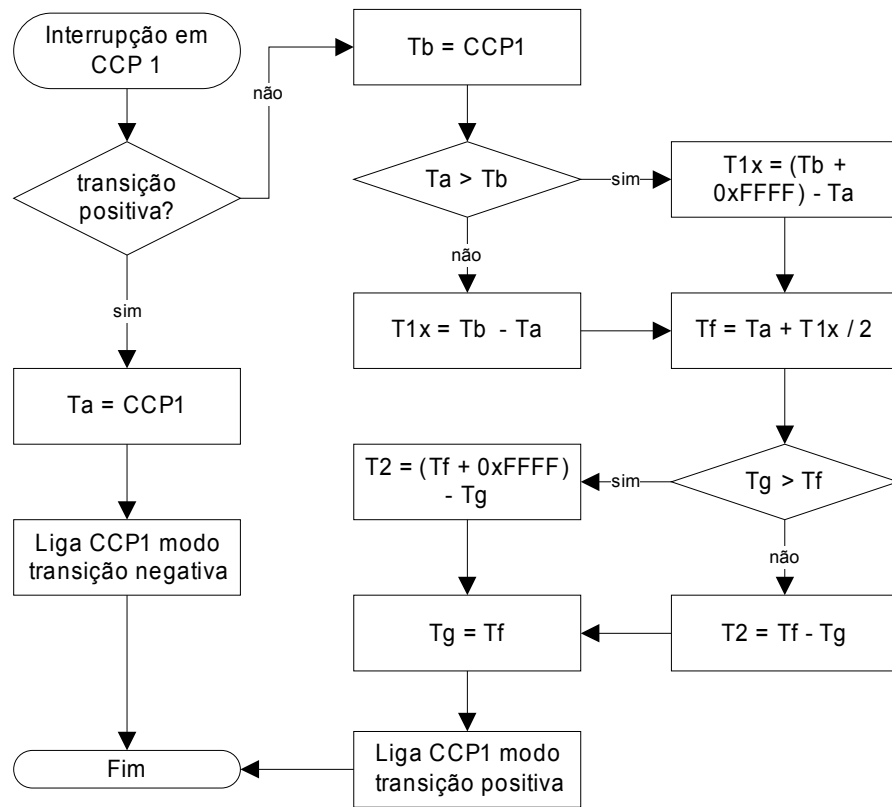 Interrupção em
CCP 1
transição
positiva?
sim
Ta = CCP1
Liga CCP1 modo
transição negativa
Fim
não
Tb = CCP1
Ta > Tb
sim
T1x = (Tb +
0xFFFF) - Ta
não
T1x = Tb - Ta
Tf = Ta + T1x / 2
Tg > Tf
sim
T2 = (Tf + 0xFFFF)
- Tg
não
T2 = Tf - Tg
Tg = Tf
Liga CCP1 modo
transição positiva